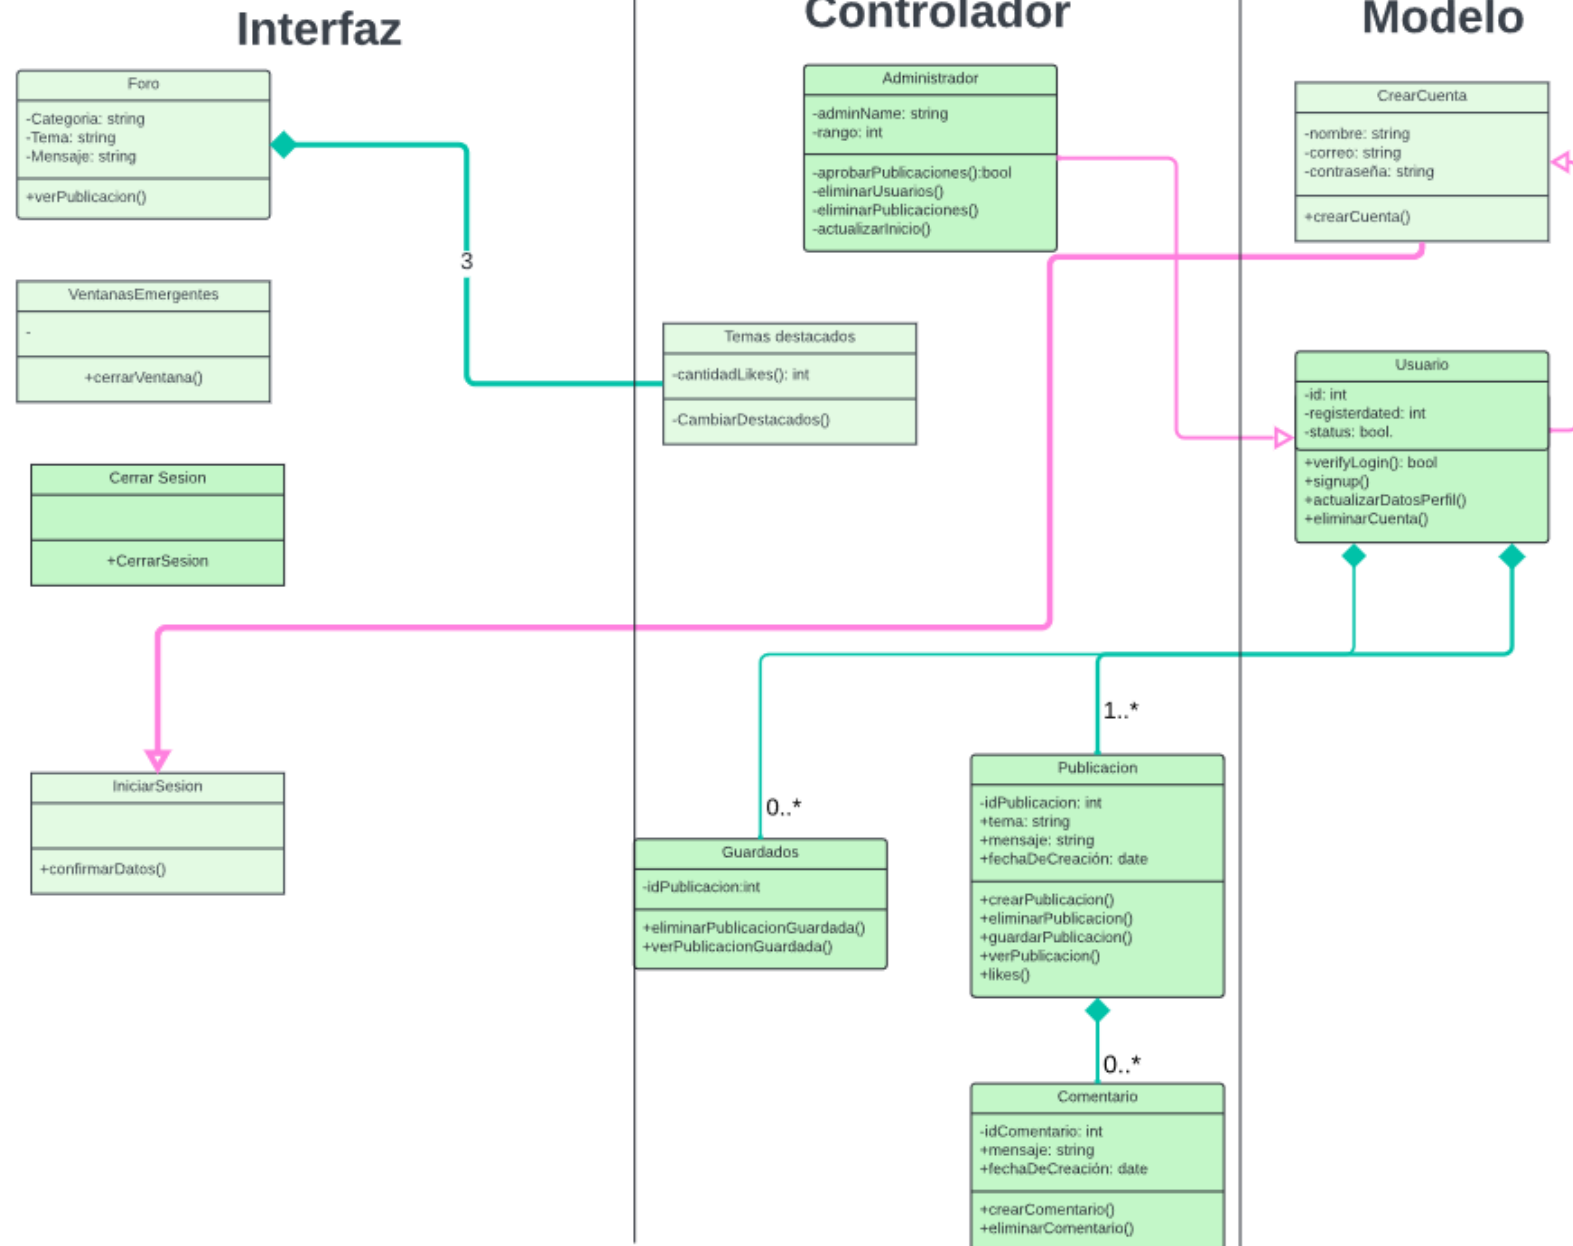 Interfaz
Foro
-Categoria: string
-Tema: string
-Mensaje: string
+verPublicacion()
3
VentanasEmergentes
-
+cerrarVentana()
Cerrar Sesion
+CerrarSesion
IniciarSesion
+confirmarDatos()
Controlador
Administrador
-adminName: string
-rango: int
-aprobarPublicaciones():bool
-eliminarUsuarios()
-eliminarPublicaciones()
-actualizarInicio()
Temas destacados
-cantidadLikes(): int
-CambiarDestacados()
0..*
Guardados
-idPublicacion:int
+eliminarPublicacionGuardada()
+verPublicacionGuardada()
1..*
Publicacion
-idPublicacion: int
+tema: string
+mensaje: string
+fechaDeCreación: date
+crearPublicacion()
+eliminarPublicacion()
+guardarPublicacion()
+verPublicacion()
+likes()
0..*
Comentario
-idComentario: int
+mensaje: string
+fechaDeCreación: date
+crearComentario()
+eliminarComentario()
Modelo
CrearCuenta
-nombre: string
-correo: string
-contraseña: string
+crearCuenta()
Usuario
-id: int
-registerdated: int
-status: bool.
+verifyLogin(): bool
+signup()
+actualizarDatosPerfil()
+eliminarCuenta()